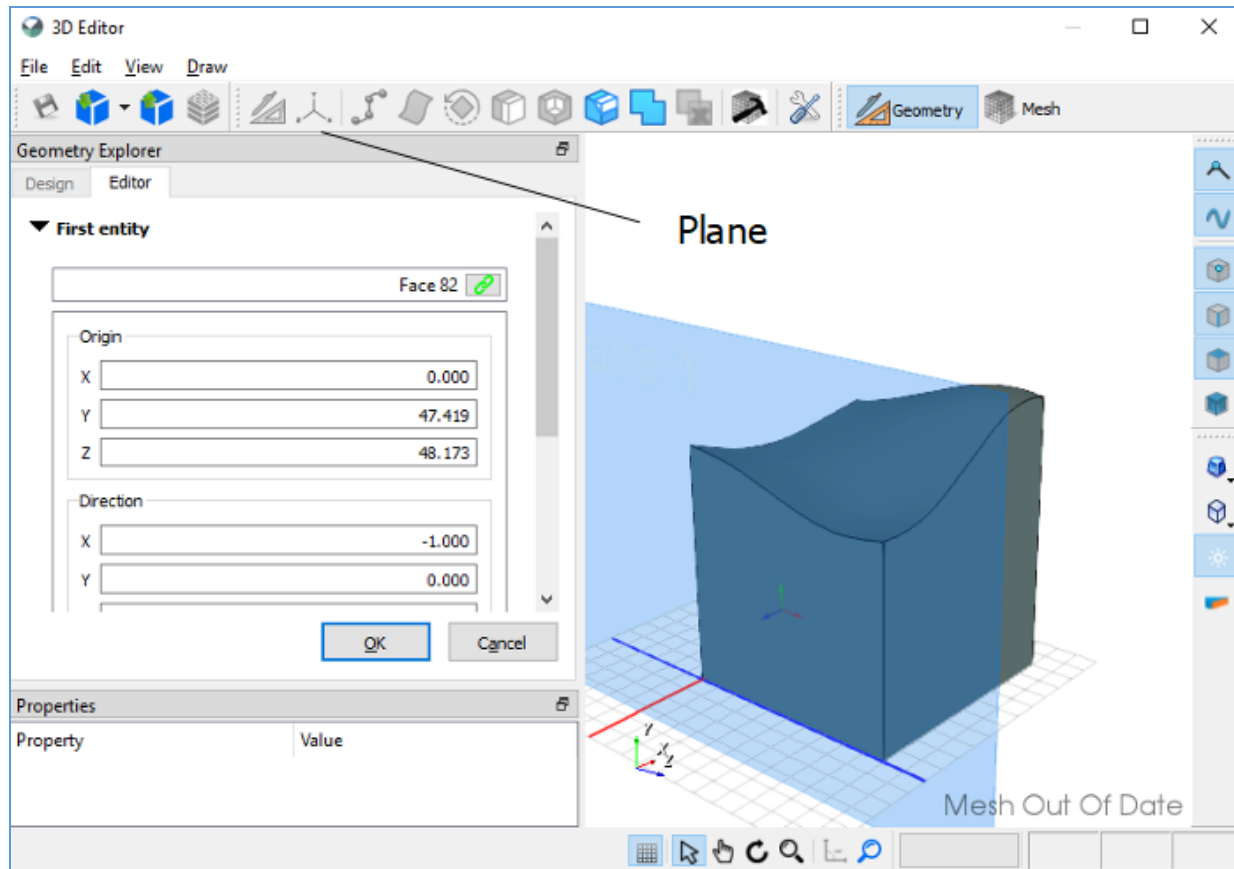 3D Editor
File Edit View Draw
Geometry Mesh
Geometry Explorer
Design Editor
First entity
Face 82
Origin
X 0.000
Y 47.419
Z 48.173
Direction
X -1.000
Y 0.000
OK Cancel
Properties
Property Value
Plane
Y
X
Z
Mesh Out Of Date